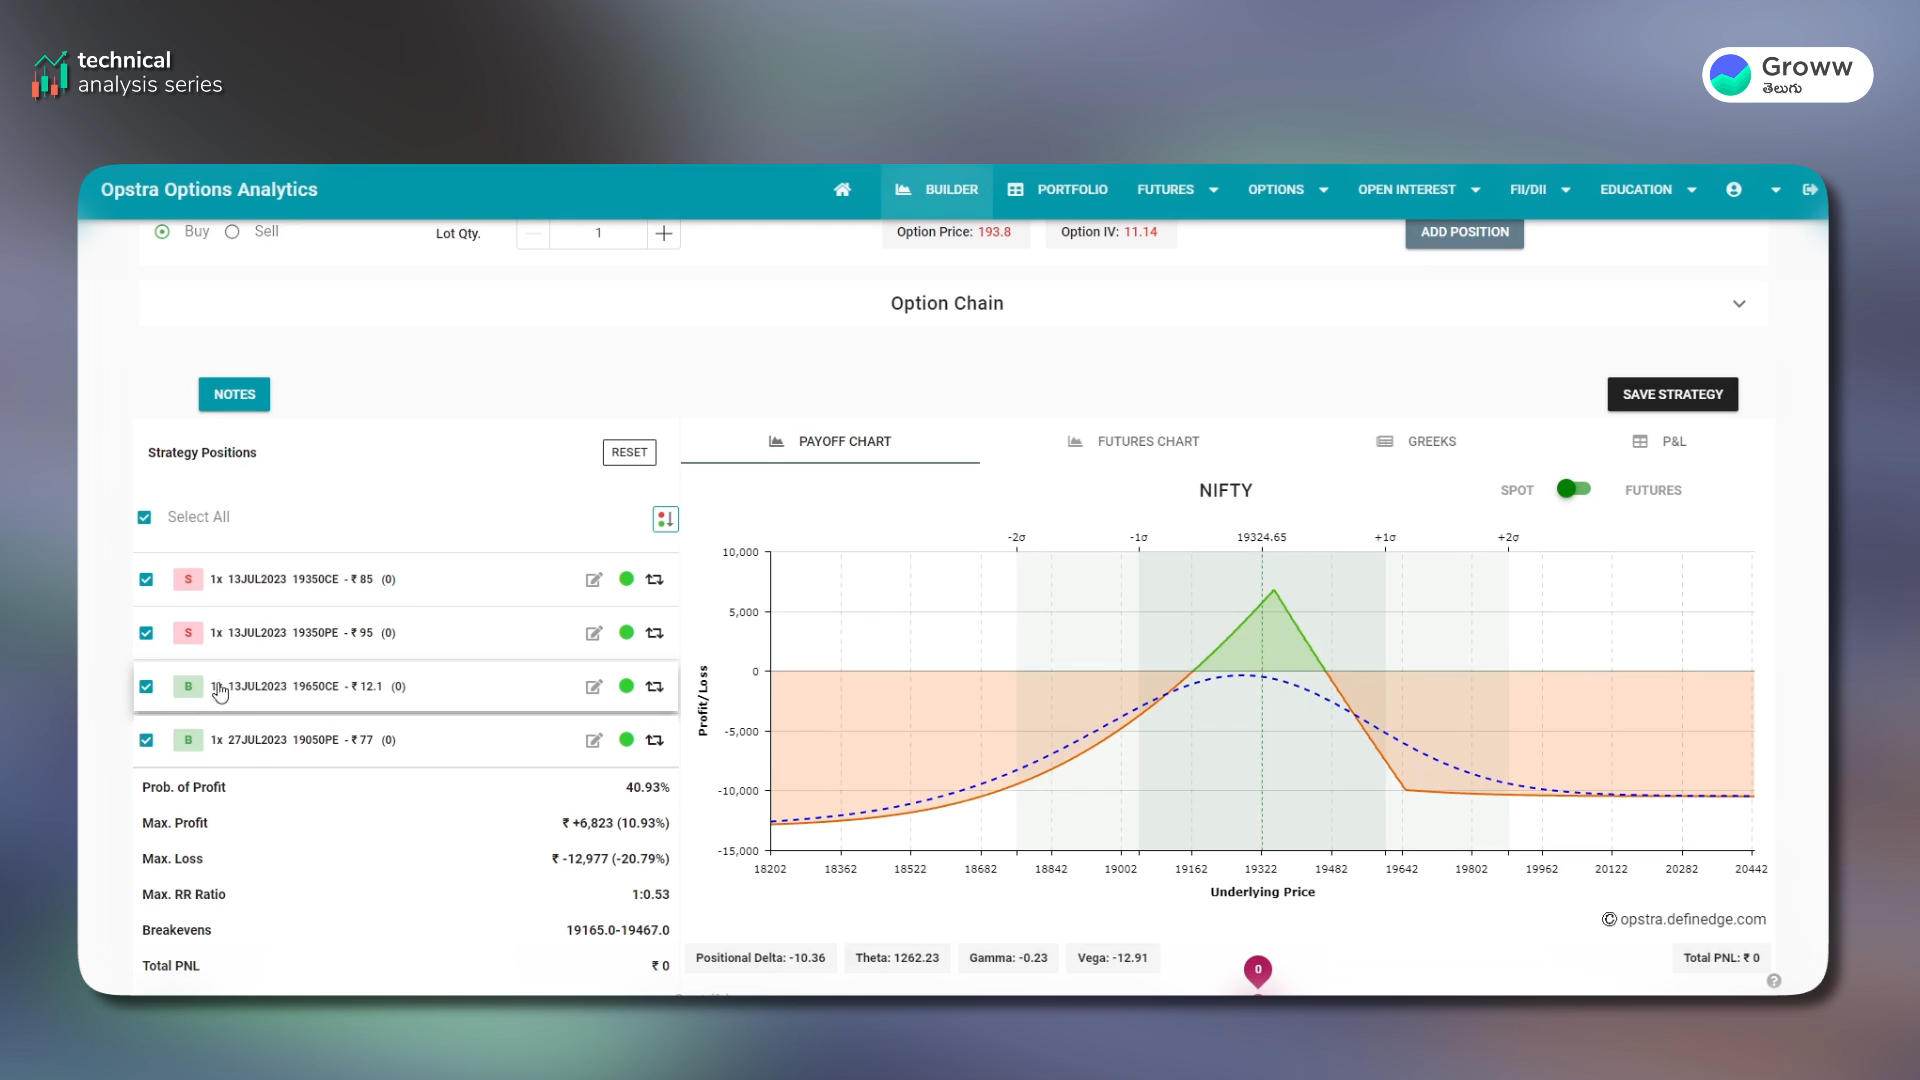 technical
analysis series
Groww
తెలుగు
Opstra Options Analytics
BUILDER
PORTFOLIO
FUTURES
OPTIONS
OPEN INTEREST
FII/DII
EDUCATION
Buy
Sell
Lot Qty.
1
Option Price: 193.8
Option IV: 11.14
ADD POSITION
Option Chain
NOTES
SAVE STRATEGY
Strategy Positions
RESET
PAYOFF CHART
FUTURES CHART
GREEKS
P&L
NIFTY
SPOT
FUTURES
Select All
S 1x 13JUL2023 19350CE - ₹ 85 (0)
S 1x 13JUL2023 19350PE - ₹ 95 (0)
B 13JUL2023 19650CE - ₹ 12.1 (0)
B 1x 27JUL2023 19050PE - ₹ 77 (0)
Prob. of Profit 40.93%
Max. Profit ₹ +6,823 (10.93%)
Max. Loss ₹ -12,977 (-20.79%)
Max. RR Ratio 1:0.53
Breakevens 19165.0-19467.0
Total PNL ₹ 0
-2σ -1σ 19324.65 +1σ +2σ
10,000
5,000
0
-5,000
-10,000
-15,000
Profit/Loss
18202 18362 18522 18682 18842 19002 19162 19322 19482 19642 19802 19962 20122 20282 20442
Underlying Price
© opstra.definedge.com
Positional Delta: -10.36
Theta: 1262.23
Gamma: -0.23
Vega: -12.91
0
Total PNL: ₹ 0
?